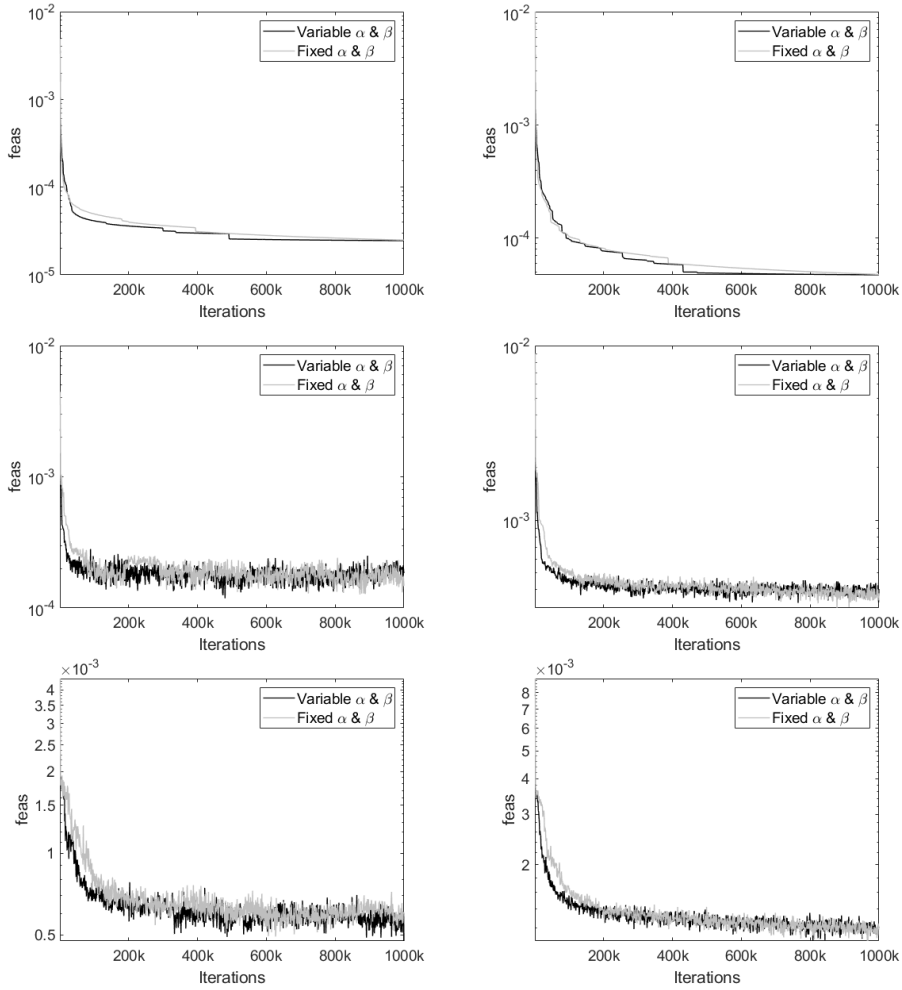 10^-2
10^-3
10^-4
10^-5
feas
Variable α & β
Fixed α & β
200k 400k 600k 800k 1000k
Iterations
10^-2
10^-3
10^-4
feas
Variable α & β
Fixed α & β
200k 400k 600k 800k 1000k
Iterations
10^-2
10^-3
10^-4
feas
Variable α & β
Fixed α & β
200k 400k 600k 800k 1000k
Iterations
10^-2
10^-3
feas
Variable α & β
Fixed α & β
200k 400k 600k 800k 1000k
Iterations
×10^-3
4
3.5
3
2.5
2
1.5
1
0.5
feas
Variable α & β
Fixed α & β
200k 400k 600k 800k 1000k
Iterations
×10^-3
8
7
6
5
4
3
2
feas
Variable α & β
Fixed α & β
200k 400k 600k 800k 1000k
Iterations